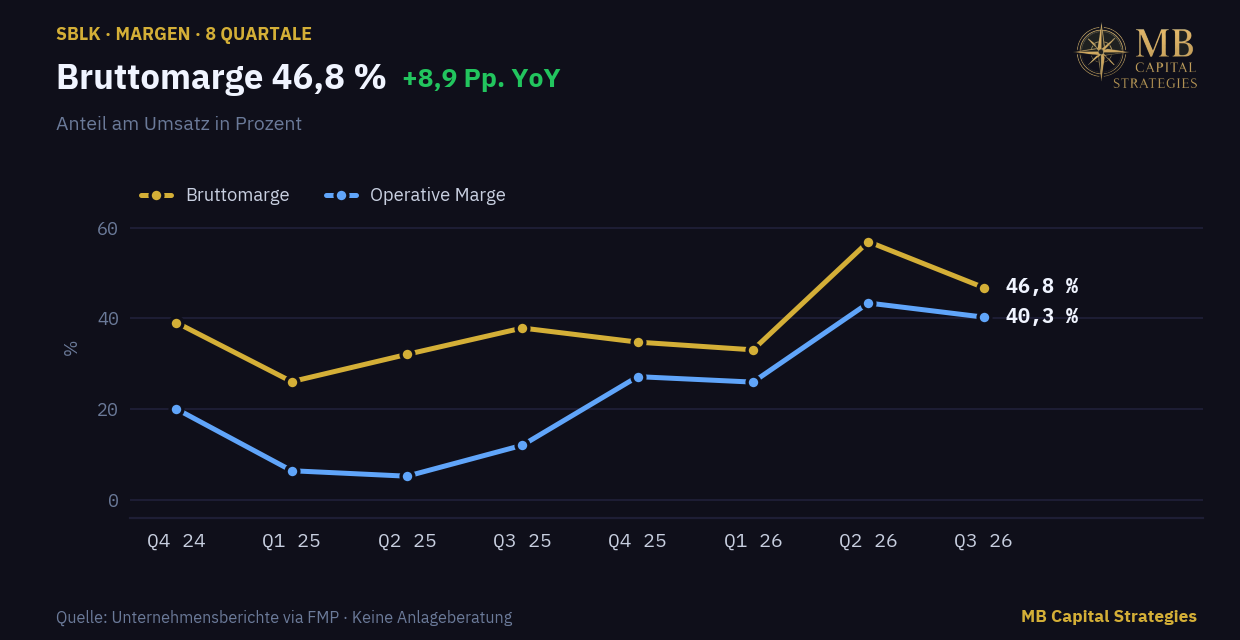 SBLK · MARGEN · 8 QUARTALE
Bruttomarge 46,8 % +8,9 Pp. YoY
Anteil am Umsatz in Prozent
MB
CAPITAL
STRATEGIES
Bruttomarge
Operative Marge
60
40
20
0
%
46,8 %
40,3 %
Q4 24
Q1 25
Q2 25
Q3 25
Q4 25
Q1 26
Q2 26
Q3 26
Quelle: Unternehmensberichte via FMP · Keine Anlageberatung
MB Capital Strategies